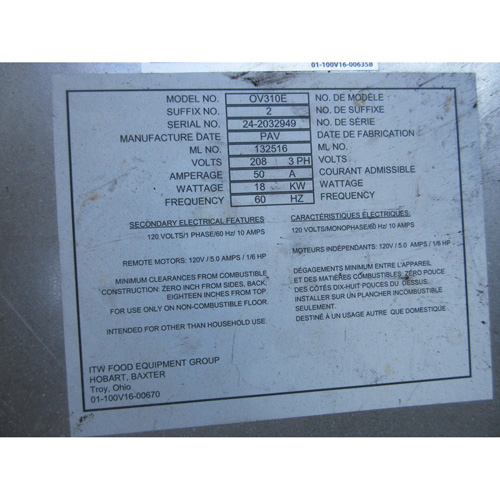 01-100V16-00635B
MODEL NO. OV310E NO. DE MODÈLE
SUFFIX NO. 2 NO. DE SUFFIXE
SERIAL NO. 24-2032949 NO. DE SÉRIE
MANUFACTURE DATE PAV DATE DE FABRICATION
ML NO. 132516 ML NO.
VOLTS 208 3 PH VOLTS
AMPERAGE 50 A COURANT ADMISSIBLE
WATTAGE 18 KW WATTAGE
FREQUENCY 60 HZ FREQUENCY
SECONDARY ELECTRICAL FEATURES
120 VOLTS/1 PHASE/60 Hz/ 10 AMPS
REMOTE MOTORS: 120V / 5.0 AMPS / 1/6 HP
MINIMUM CLEARANCES FROM COMBUSTIBLE
CONSTRUCTION: ZERO INCH FROM SIDES, BACK,
EIGHTEEN INCHES FROM TOP.
FOR USE ONLY ON NON-COMBUSTIBLE FLOOR.
INTENDED FOR OTHER THAN HOUSEHOLD USE.
CARACTÉRISTIQUES ÉLECTRIQUES:
120 VOLTS/MONOPHASE/60 Hz/ 10 AMPS
MOTEURS INDÉPENDANTS: 120V / 5.0 AMPS / 1/6 HP
DÉGAGEMENTS MINIMUM ENTRE L'APPAREIL
ET DES MATIÈRES COMBUSTIBLES: ZÉRO POUCE
DES CÔTÉS DIX-HUIT POUCES DU DESSUS.
INSTALLER SUR UN PLANCHER INCOMBUSTIBLE
SEULEMENT.
DESTINÉ À UN USAGE AUTRE QUE DOMESTIQUE.
ITW FOOD EQUIPMENT GROUP
HOBART, BAXTER
Troy, Ohio
01-100V16-00670